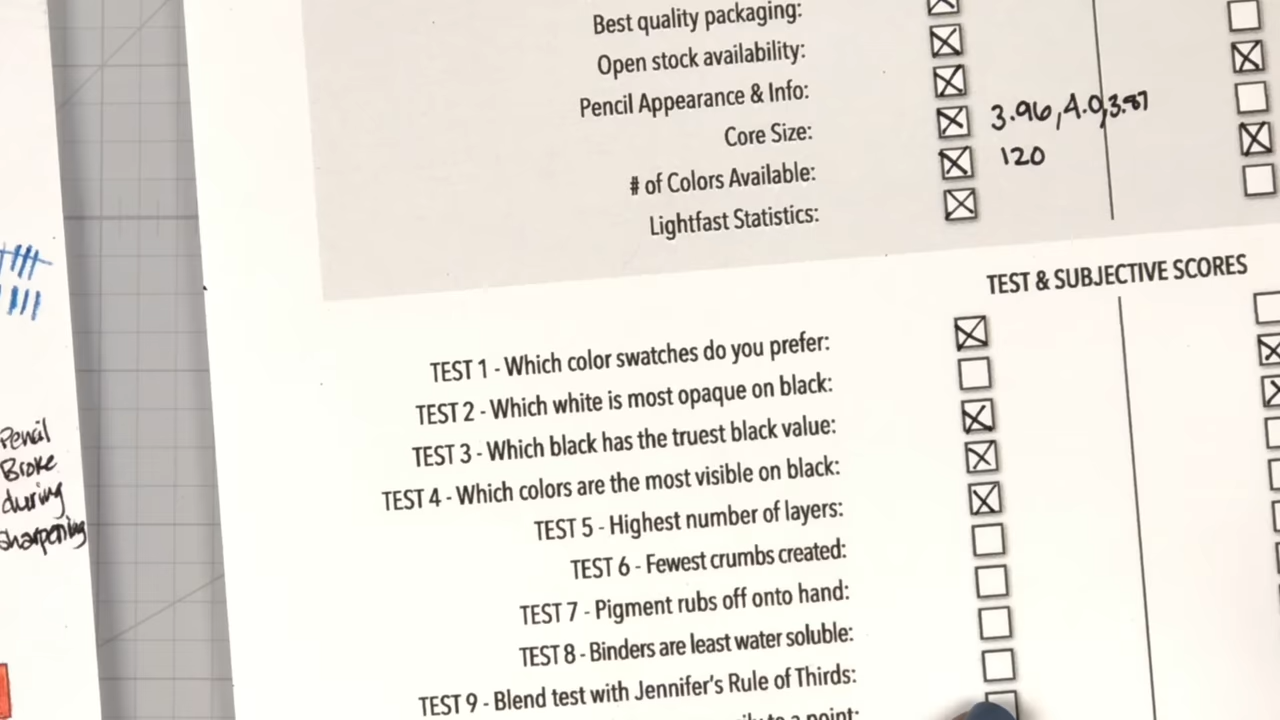 Best quality packaging:
Open stock availability:
Pencil Appearance & Info:
Core Size: 3.96, 4.0, 3.87
# of Colors Available: 120
Lightfast Statistics:
TEST & SUBJECTIVE SCORES
TEST 1 - Which color swatches do you prefer:
TEST 2 - Which white is most opaque on black:
TEST 3 - Which black has the truest black value:
TEST 4 - Which colors are the most visible on black:
TEST 5 - Highest number of layers:
TEST 6 - Fewest crumbs created:
TEST 7 - Pigment rubs off onto hand:
TEST 8 - Binders are least water soluble:
TEST 9 - Blend test with Jennifer's Rule of Thirds:
to a point:
Pencil
Broke
during
sharpening